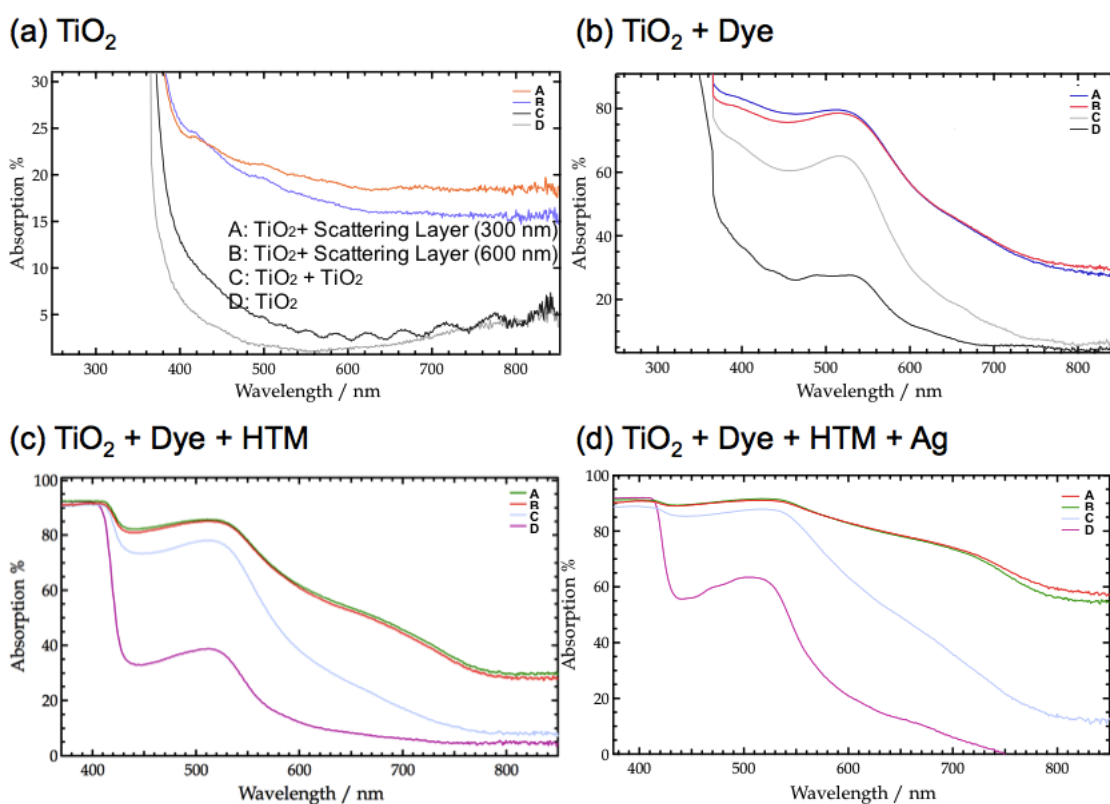 (a) TiO₂
30
25
20
15
5
Absorption %
300 400 500 600 700 800
Wavelength / nm
A
B
C
D
A: TiO₂+ Scattering Layer (300 nm)
B: TiO₂+ Scattering Layer (600 nm)
C: TiO₂ + TiO₂
D: TiO₂
(b) TiO₂ + Dye
80
60
40
20
Absorption %
300 400 500 600 700 800
Wavelength / nm
A
B
C
D
(c) TiO₂ + Dye + HTM
100
80
60
40
20
0
Absorption %
400 500 600 700 800
Wavelength / nm
A
B
C
D
(d) TiO₂ + Dye + HTM + Ag
100
80
60
40
20
0
Absorption %
400 500 600 700 800
Wavelength / nm
A
B
C
D